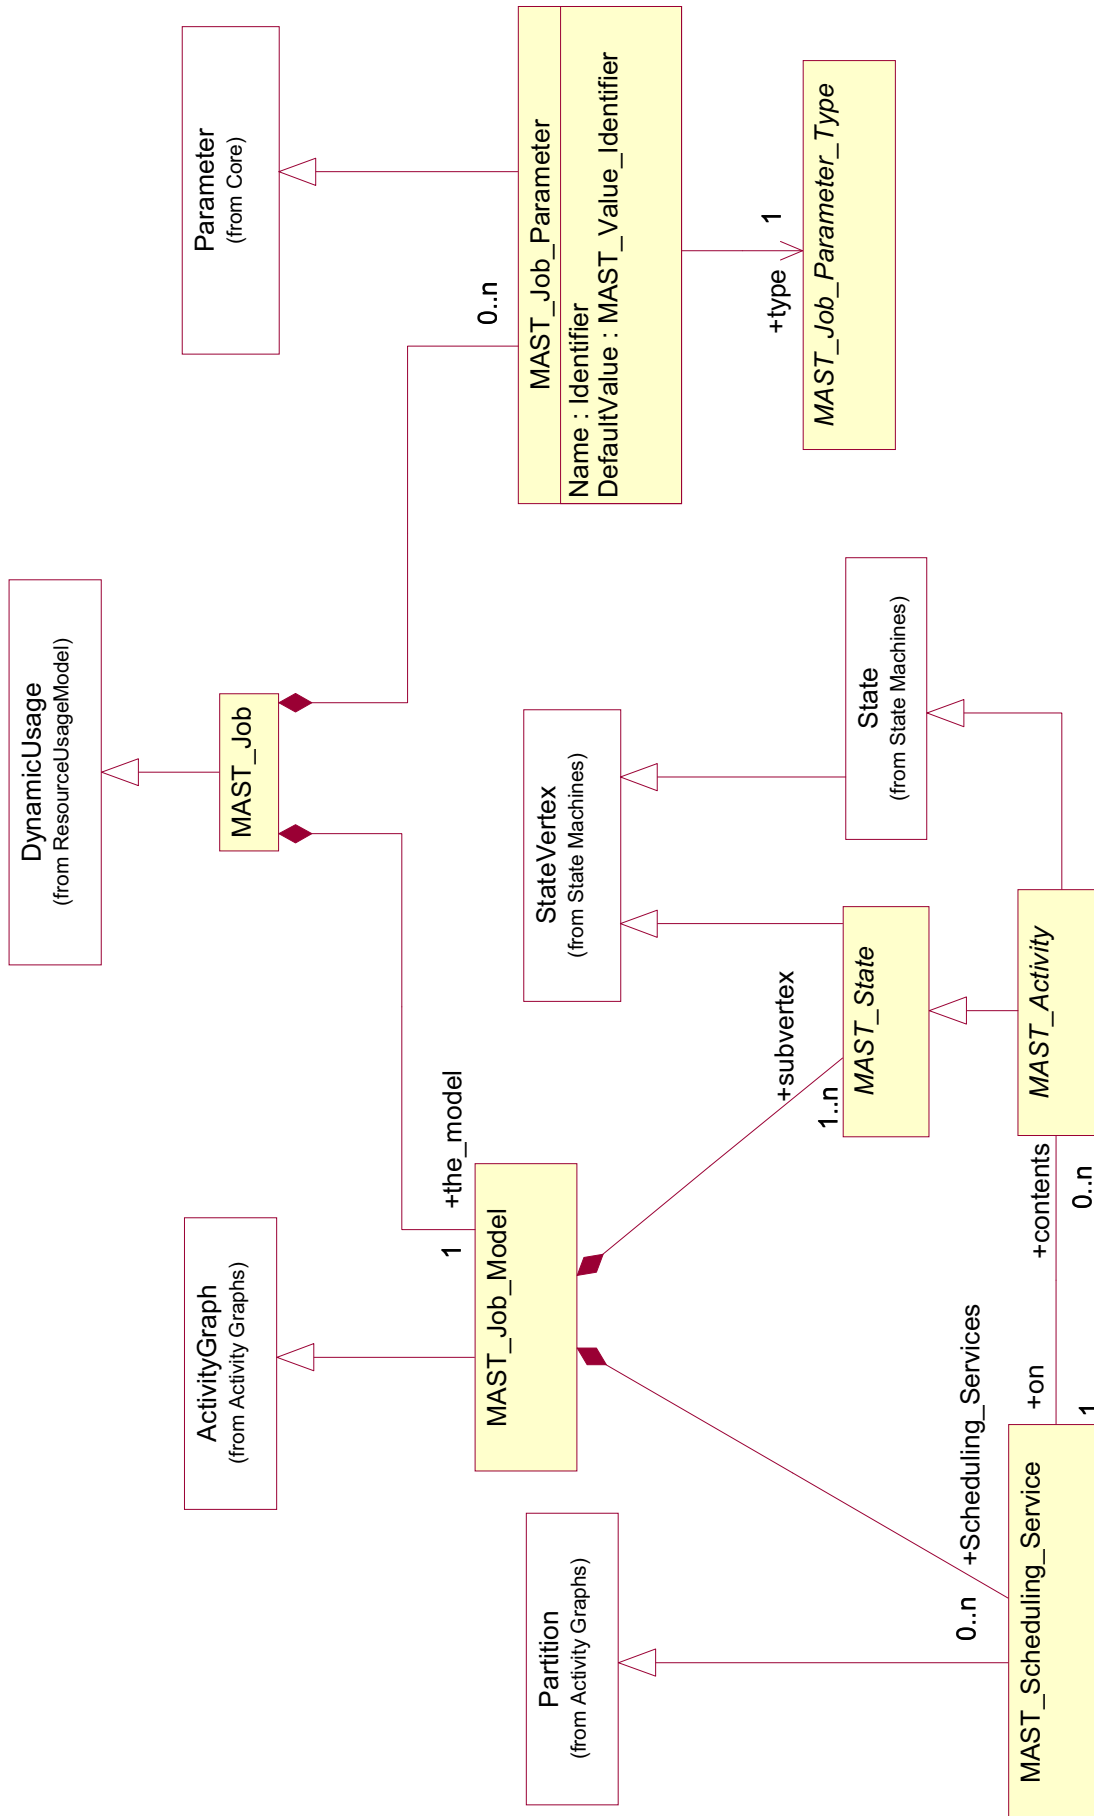 DynamicUsage
(from ResourceUsageModel)
ActivityGraph
(from Activity Graphs)
MAST_Job
Parameter
(from Core)
+the_model
1
0..n
Partition
(from Activity Graphs)
MAST_Job_Model
StateVertex
(from State Machines)
MAST_Job_Parameter
Name : Identifier
DefaultValue : MAST_Value_Identifier
+subvertex
1..n
+type
1
MAST_State
State
(from State Machines)
MAST_Job_Parameter_Type
0..n
+Scheduling_Services
MAST_Scheduling_Service
+on
1
+contents
0..n
MAST_Activity